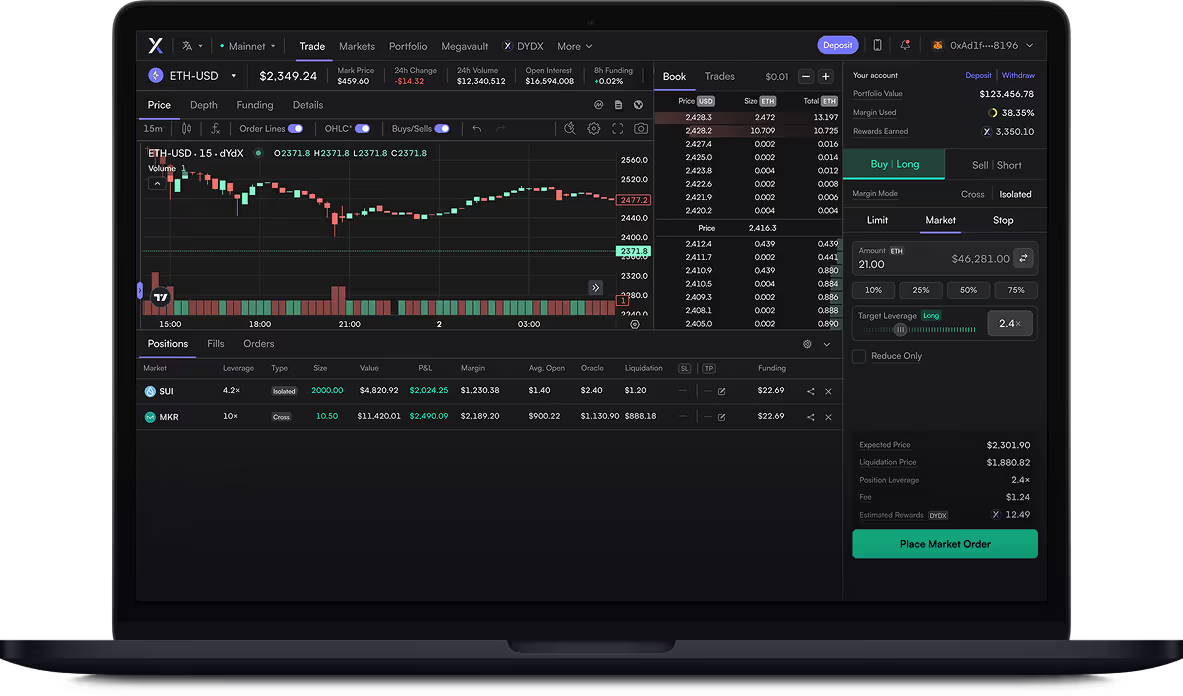 Mainnet Trade Markets Portfolio Megavault DYDX More Deposit 0xAd1f····8196
ETH-USD $2,349.24
Mark Price $459.60
24h Change -$14.32
24h Volume $12,340.512
Open Interest $16,594,008
8h Funding +0.02%
Price Depth Funding Details
15m Order Lines OHLC Buys/Sells
ETH-USD · 15 · dYdX O2371.8 H2371.8 L2371.8 C2371.8
Volume 1
2560.0
2520.0
2477.2
2440.0
2400.0
2371.8
2360.0
2320.0
2280.0
1
2240.0
15:00 18:00 21:00 2 03:00
Book Trades $0.01
Price USD Size ETH Total ETH
2,428.3 2.472 13.197
2,428.2 10.709 10.725
2,427.4 0.002 0.016
2,425.0 0.002 0.014
2,423.8 0.004 0.012
2,422.6 0.002 0.008
2,421.9 0.002 0.006
2,420.2 0.004 0.004
Price 2,416.3
2,412.4 0.439 0.439
2,411.7 0.002 0.441
2,410.9 0.439 0.880
2,410.5 0.004 0.884
2,409.3 0.002 0.886
2,408.1 0.002 0.888
2,405.0 0.002 0.890
Your account Deposit Withdraw
Portfolio Value $123,456.78
Margin Used 38.35%
Rewards Earned 3,350.10
Buy | Long Sell | Short
Margin Mode Cross Isolated
Limit Market Stop
Amount ETH
21.00 $46,281.00
10% 25% 50% 75%
Target Leverage Long 2.4×
Reduce Only
Expected Price $2,301.90
Liquidation Price $1,880.82
Position Leverage 2.4×
Fee $1.24
Estimated Rewards DYDX 12.49
Place Market Order
Positions Fills Orders
Market Leverage Type Size Value P&L Margin Avg. Open Oracle Liquidation SL TP Funding
SUI 4.2× Isolated 2000.00 $4,820.92 $2,024.25 $1,230.38 $1.40 $2.40 $1.20 — — $22.69
MKR 10× Cross 10.50 $11,420.01 $2,490.09 $2,189.20 $900.22 $1,130.90 $888.18 — — $22.69